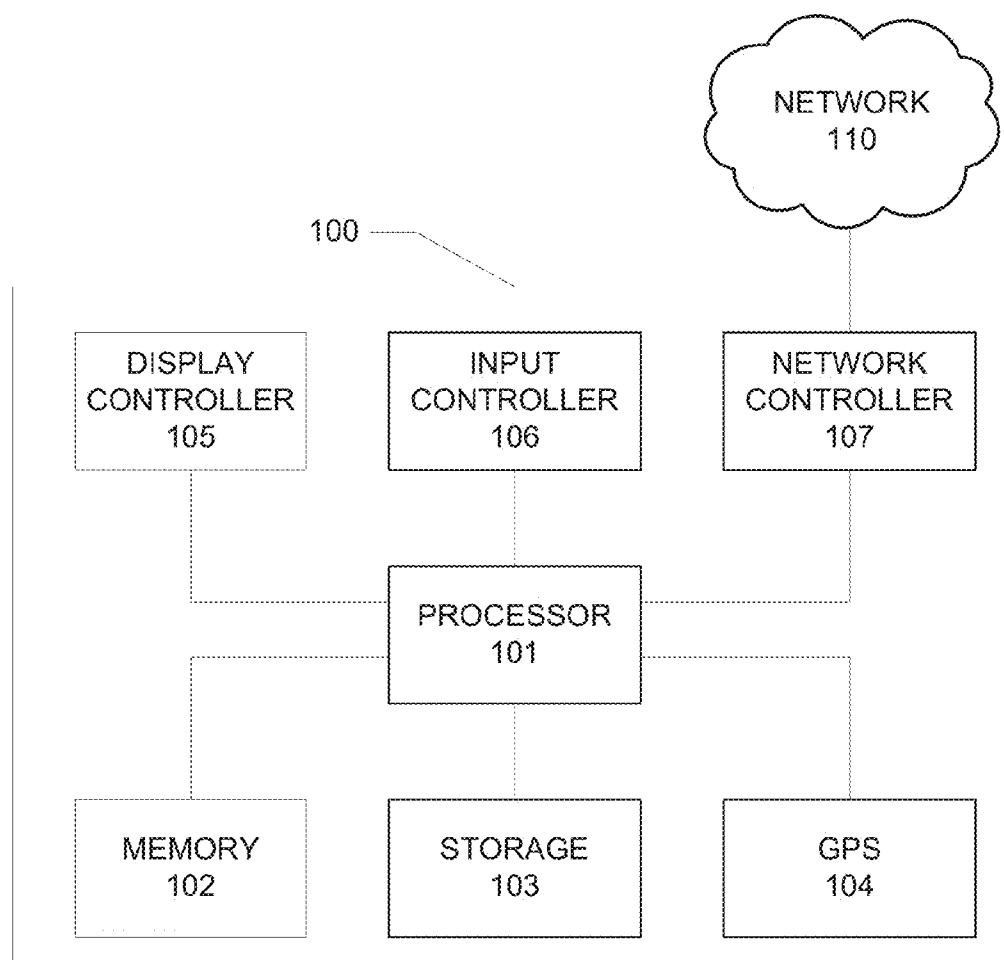 NETWORK
110
100
DISPLAY
CONTROLLER
105
INPUT
CONTROLLER
106
NETWORK
CONTROLLER
107
PROCESSOR
101
MEMORY
102
STORAGE
103
GPS
104